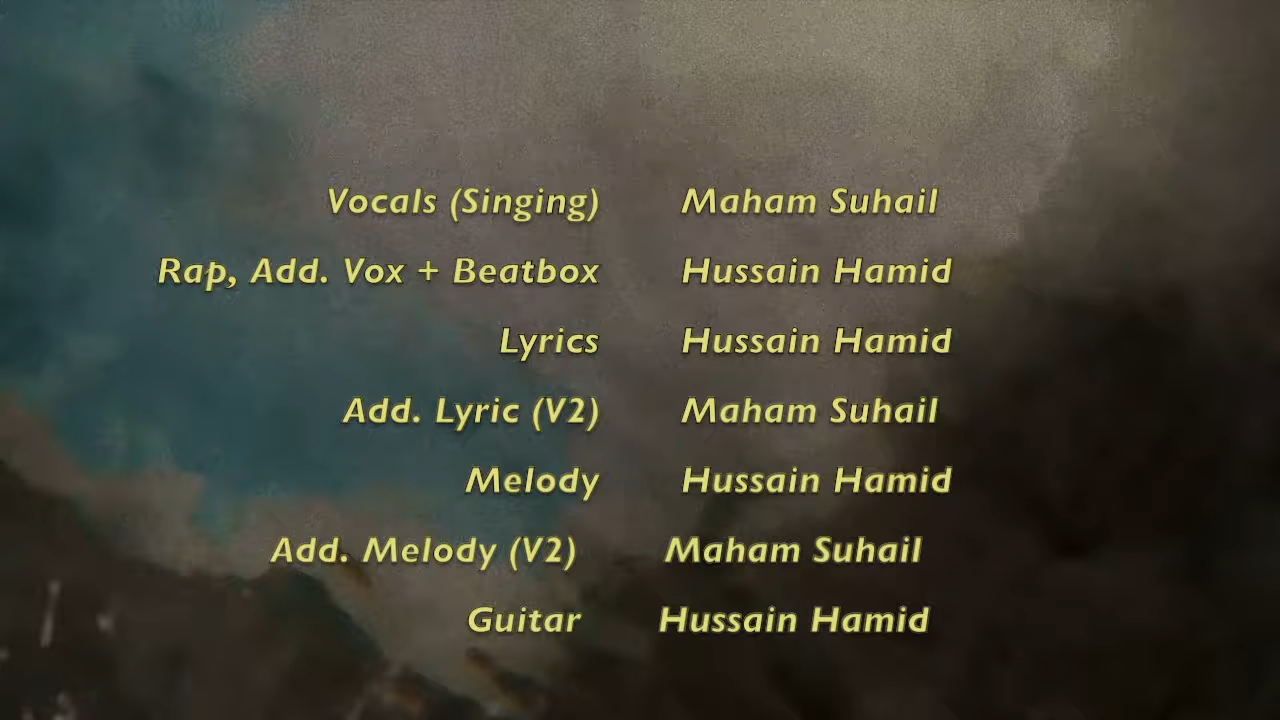 Vocals (Singing) Maham Suhail
Rap, Add. Vox + Beatbox Hussain Hamid
Lyrics Hussain Hamid
Add. Lyric (V2) Maham Suhail
Melody Hussain Hamid
Add. Melody (V2) Maham Suhail
Guitar Hussain Hamid